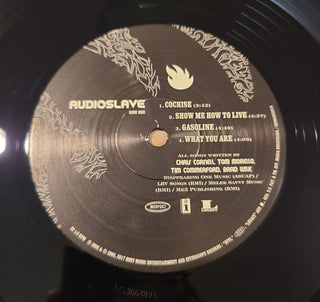 AUDIOSLAVE
SIDE ONE
1. COCHISE (3:42)
2. SHOW ME HOW TO LIVE (4:37)
3. GASOLINE (4:40)
4. WHAT YOU ARE (4:09)
ALL SONGS WRITTEN BY
CHRIS CORNELL, TOM MORELLO,
TIM COMMERFORD, BRAD WILK
DISAPPEARING ONE MUSIC (ASCAP) /
LBV SONGS (BMI) / MELEE SAVVY MUSIC
(BMI) / ME3 PUBLISHING (BMI)
EPIC